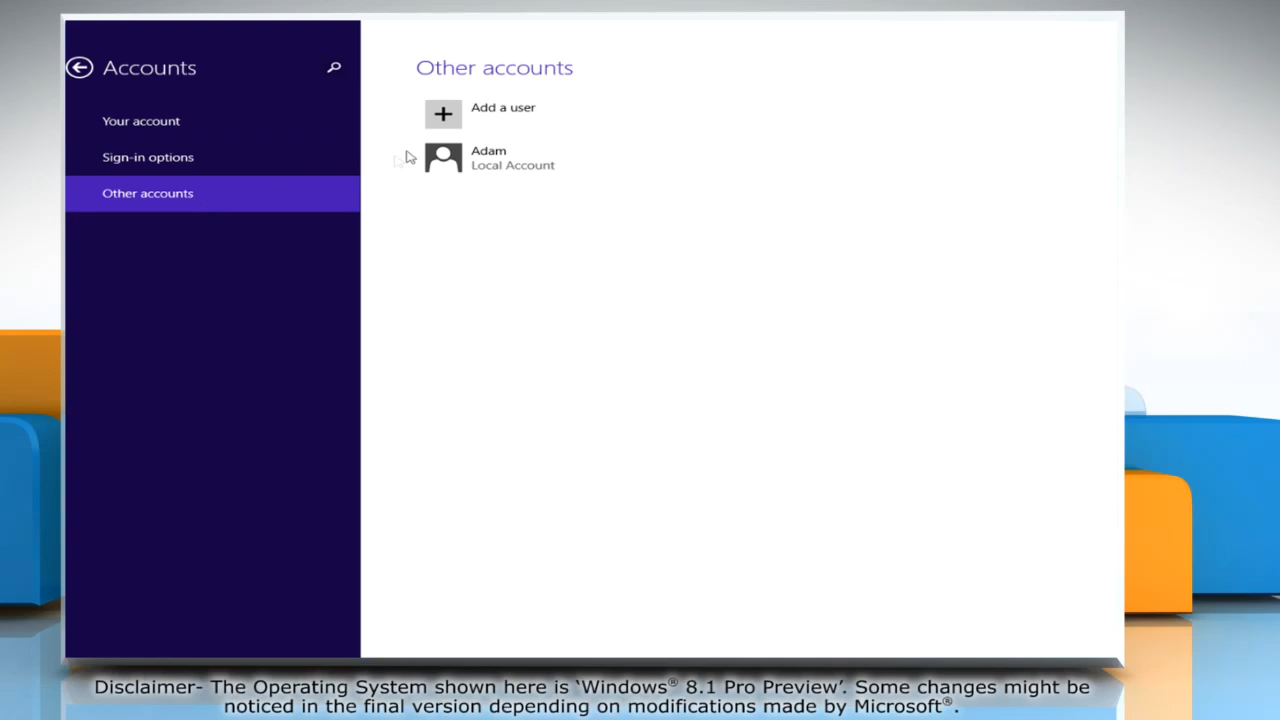 Accounts
Your account
Sign-in options
Other accounts
Other accounts
Add a user
Adam
Local Account
Disclaimer- The Operating System shown here is ‘Windows® 8.1 Pro Preview’. Some changes might be
noticed in the final version depending on modifications made by Microsoft®.